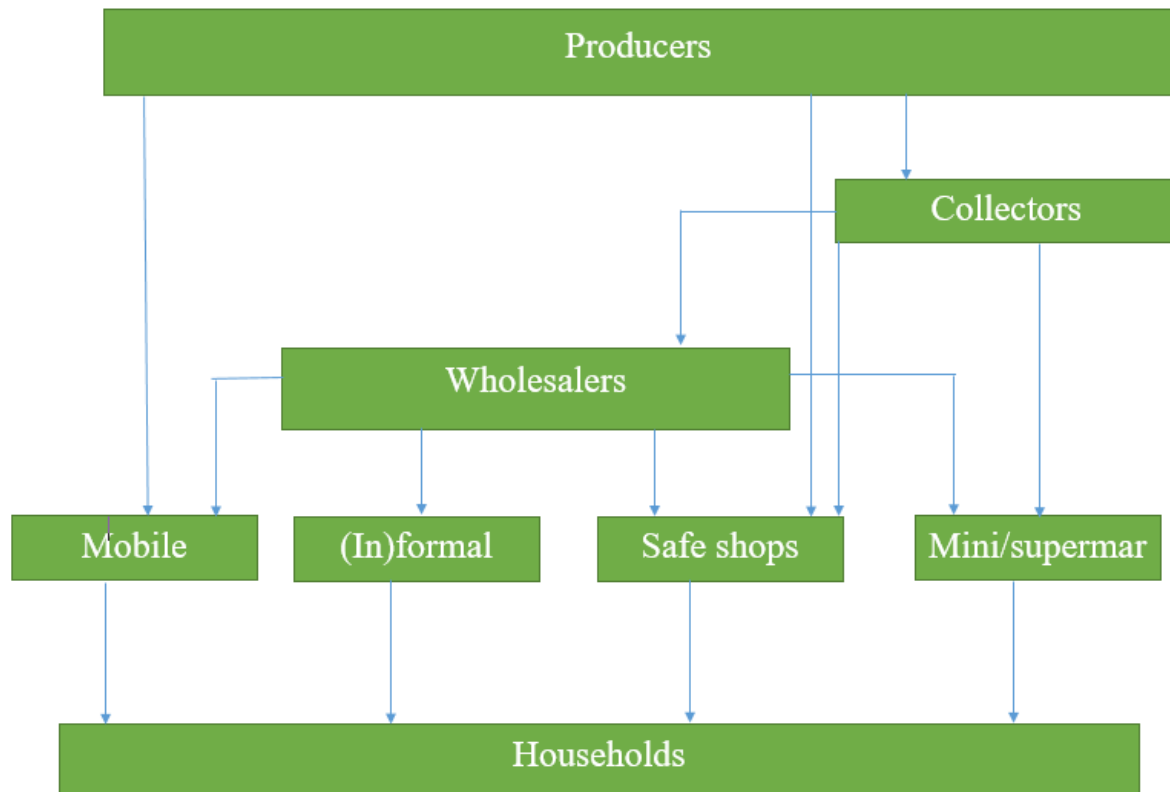 Producers
Collectors
Wholesalers
Mobile
(In)formal
Safe shops
Mini/supermar
Households